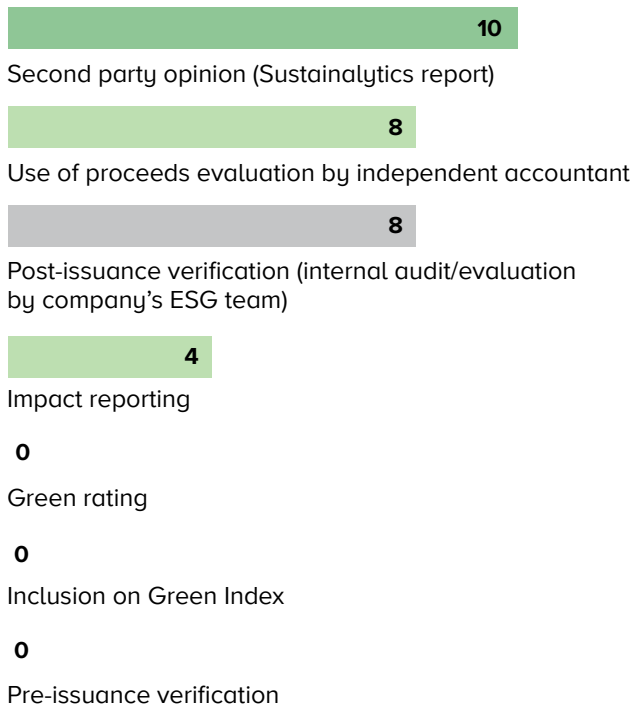 10
Second party opinion (Sustainalytics report)
8
Use of proceeds evaluation by independent accountant
8
Post-issuance verification (internal audit/evaluation
by company’s ESG team)
4
Impact reporting
0
Green rating
0
Inclusion on Green Index
0
Pre-issuance verification